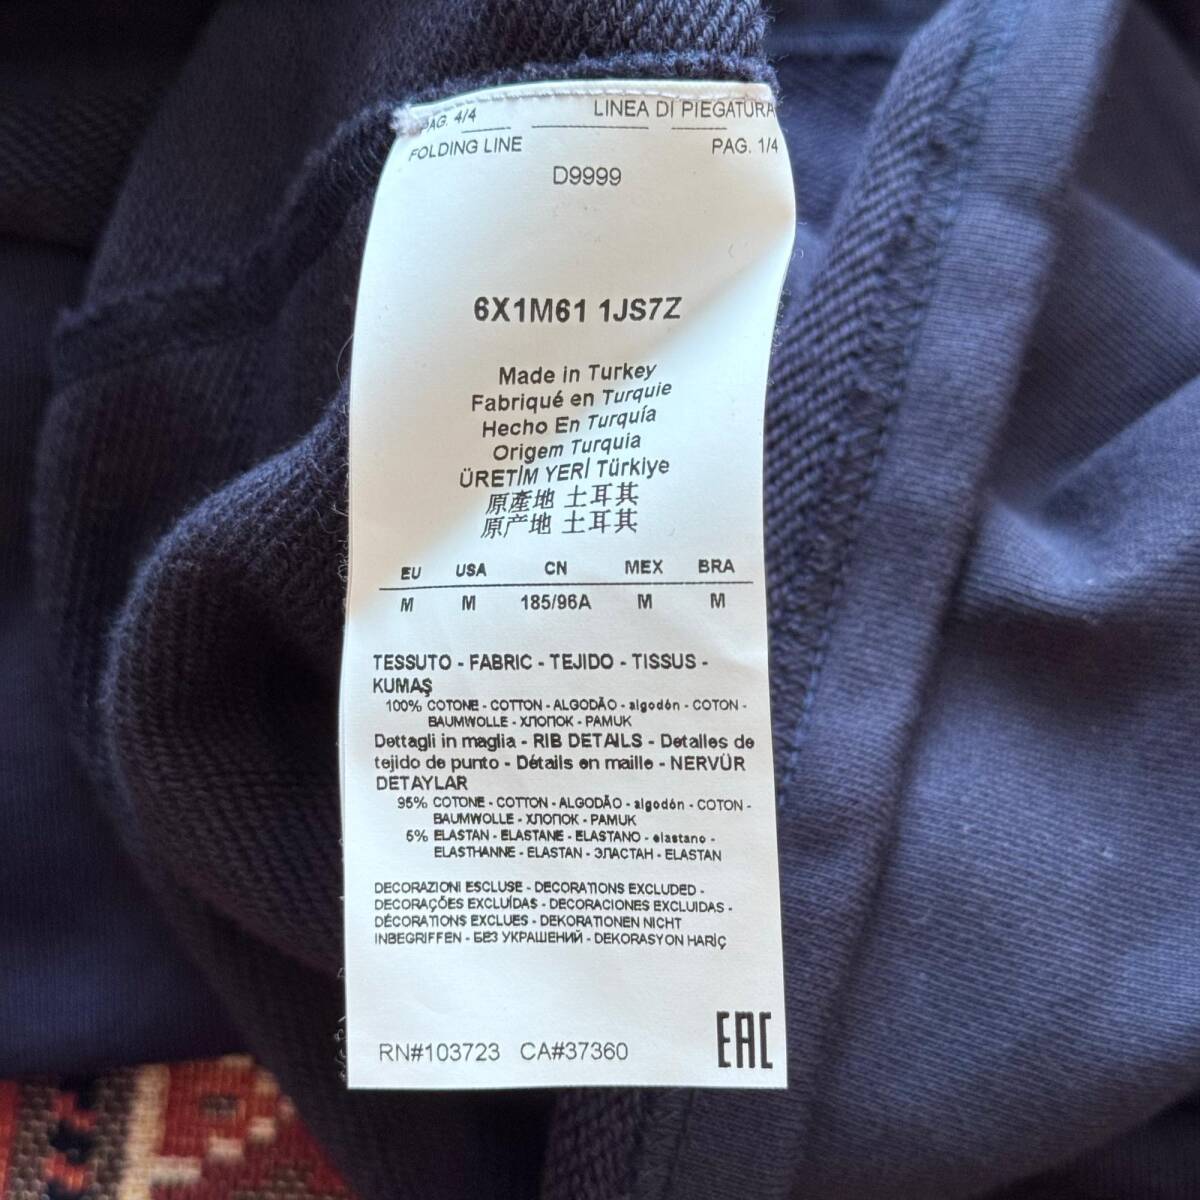 PAG. 4/4 LINEA DI PIEGATURA
FOLDING LINE PAG. 1/4
D9999
6X1M61 1JS7Z
Made in Turkey
Fabriqué en Turquie
Hecho En Turquía
Origem Turquia
ÜRETİM YERİ Türkiye
原產地 土耳其
原产地 土耳其
EU USA CN MEX BRA
M M 185/96A M M
TESSUTO - FABRIC - TEJIDO - TISSUS -
KUMAŞ
100% COTONE - COTTON - ALGODÃO - algodón - COTON -
BAUMWOLLE - ХЛОПОК - PAMUK
Dettagli in maglia - RIB DETAILS - Detalles de
tejido de punto - Détails en maille - NERVÜR
DETAYLAR
95% COTONE - COTTON - ALGODÃO - algodón - COTON -
BAUMWOLLE - ХЛОПОК - PAMUK
5% ELASTAN - ELASTANE - ELASTANO - elastano -
ELASTHANNE - ELASTAN - ЭЛАСТАН - ELASTAN
DECORAZIONI ESCLUSE - DECORATIONS EXCLUDED -
DECORAÇÕES EXCLUÍDAS - DECORACIONES EXCLUIDAS -
DÉCORATIONS EXCLUES - DEKORATIONEN NICHT
INBEGRIFFEN - БЕЗ УКРАШЕНИЙ - DEKORASYON HARİÇ
RN#103723 CA#37360 EAC